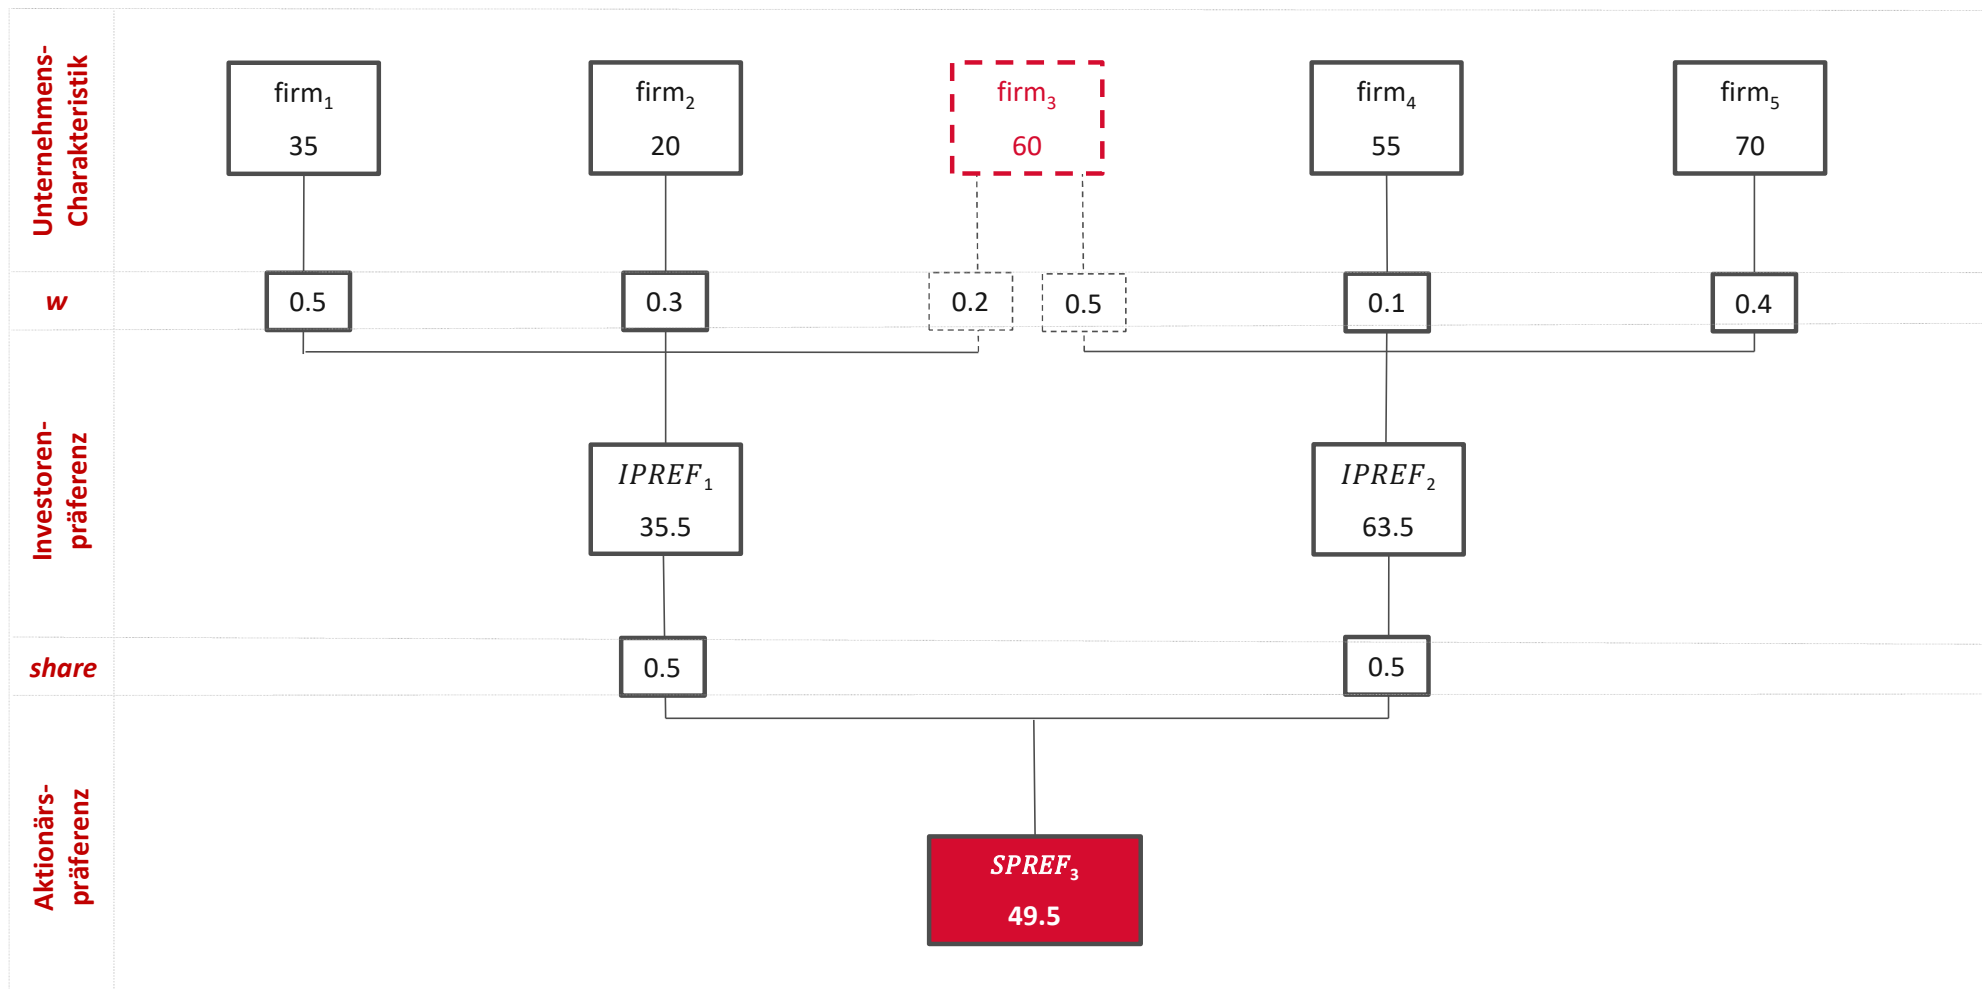 Unternehmens-
Charakteristik
firm₁
35
firm₂
20
firm₃
60
firm₄
55
firm₅
70
w
0.5
0.3
0.2
0.5
0.1
0.4
Investoren-
präferenz
IPREF₁
35.5
IPREF₂
63.5
share
0.5
0.5
Aktionärs-
präferenz
SPREF₃
49.5